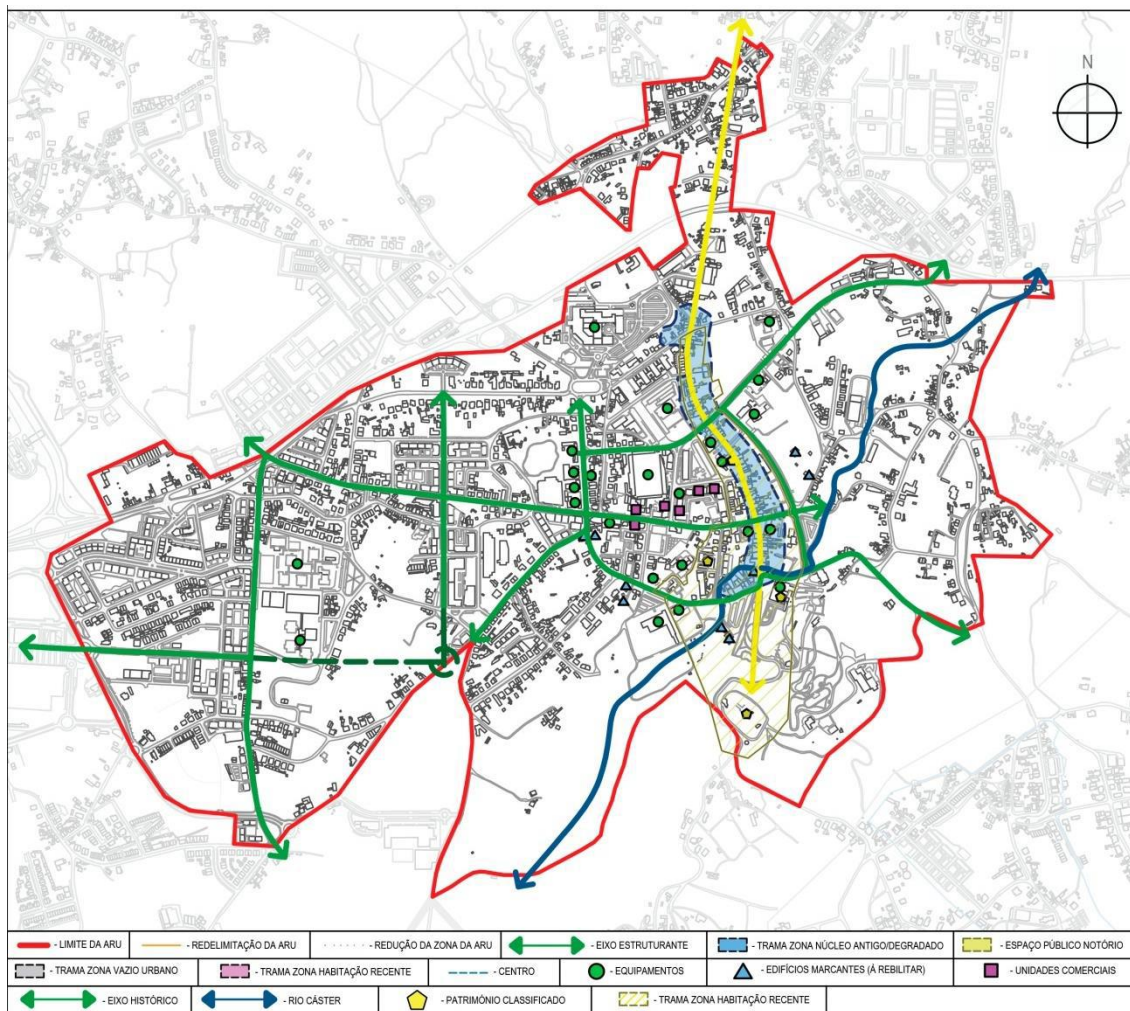 N
- LIMITE DA ARU - REDELIMITAÇÃO DA ARU - REDUÇÃO DA ZONA DA ARU - EIXO ESTRUTURANTE - TRAMA ZONA NÚCLEO ANTIGO/DEGRADADO - ESPAÇO PÚBLICO NOTÓRIO
- TRAMA ZONA VAZIO URBANO - TRAMA ZONA HABITAÇÃO RECENTE - CENTRO - EQUIPAMENTOS - EDIFÍCIOS MARCANTES (Á REBILITAR) - UNIDADES COMERCIAIS
- EIXO HISTÓRICO - RIO CÁSTER - PATRIMÓNIO CLASSIFICADO - TRAMA ZONA HABITAÇÃO RECENTE